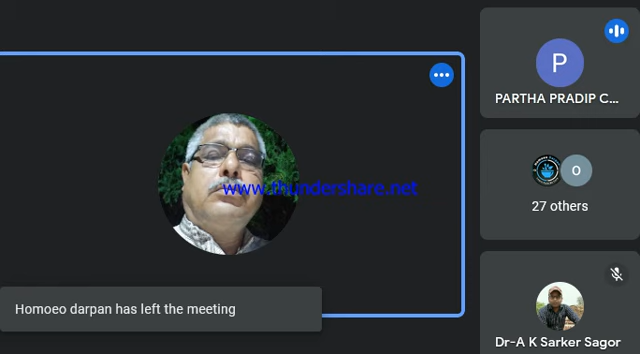 P
PARTHA PRADIP C...
www.thundershare.net
O
27 others
Homoeo darpan has left the meeting
Dr-A K Sarker Sagor